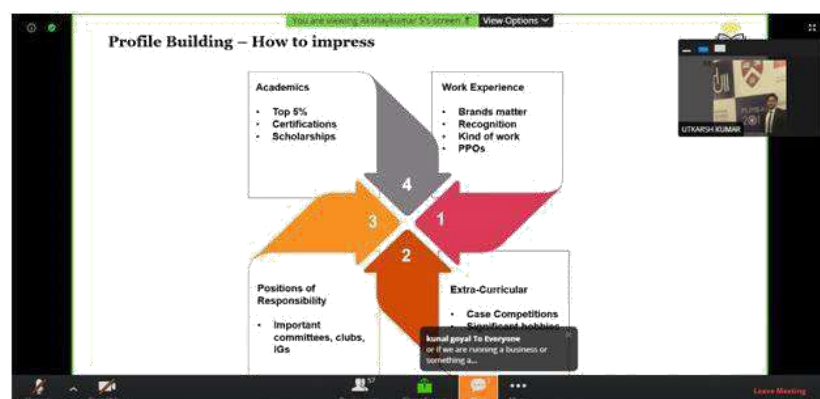 You are viewing Akshaykumar S's screen
View Options
Profile Building – How to impress
Academics
• Top 5%
• Certifications
• Scholarships
Work Experience
• Brands matter
• Recognition
• Kind of work
• PPOs
UTKARSH KUMAR
4
3
1
2
Positions of
Responsibility
• Important
committees, clubs,
IGs
Extra-Curricular
• Case Competitions
• Significant hobbies
kunal goyal To Everyone
or if we are running a business or
something a...
57
Leave Meeting